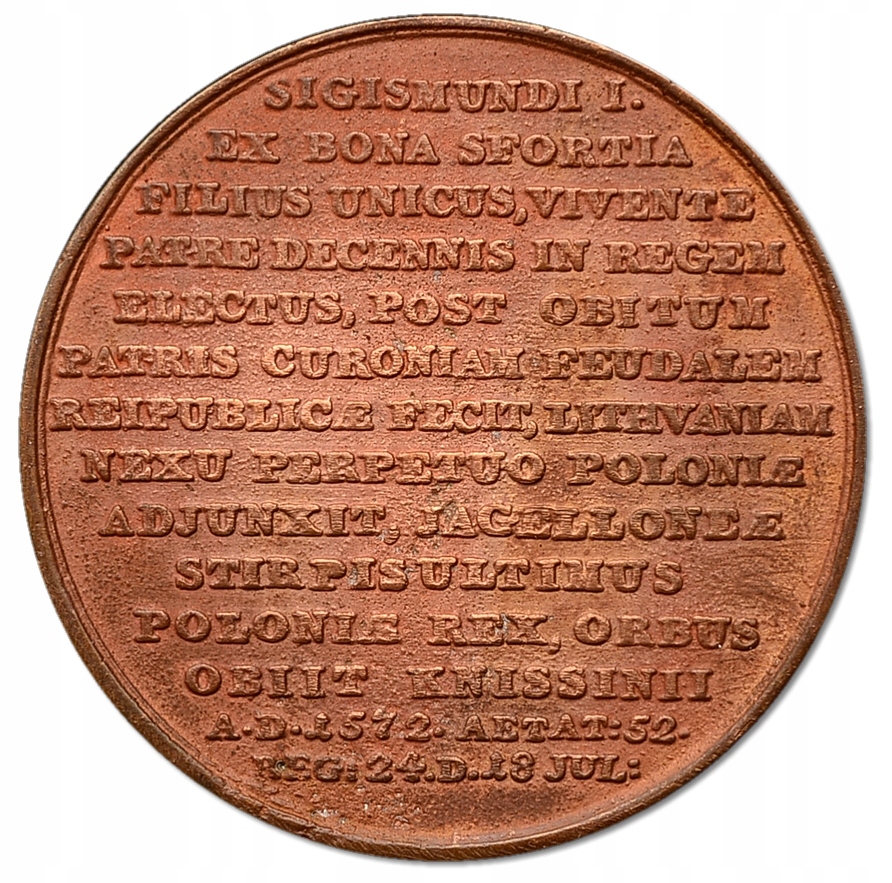 SIGISMUNDI I.
EX BONA SFORTIA
FILIUS UNICUS, VIVENTE
PATRE DECENNIS IN REGEM
ELECTUS, POST OBITUM
PATRIS CURONIAM FEUDALEM
REIPUBLICÆ FECIT, LITHVANIAM
NEXU PERPETUO POLONIÆ
ADJUNXIT, JAGELLONEÆ
STIRPIS ULTIMUS
POLONIÆ REX, ORBUS
OBIIT KNISSINII
A·D·1572· AETAT:52.
REG: 24.D.18 JUL: